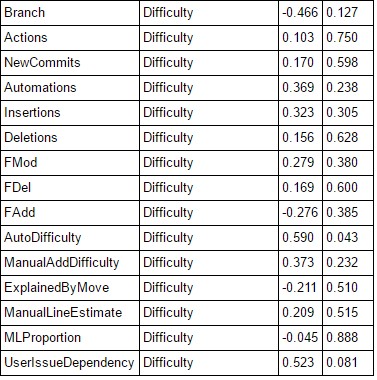 Branch Difficulty -0.466 0.127
Actions Difficulty 0.103 0.750
NewCommits Difficulty 0.170 0.598
Automations Difficulty 0.369 0.238
Insertions Difficulty 0.323 0.305
Deletions Difficulty 0.156 0.628
FMod Difficulty 0.279 0.380
FDel Difficulty 0.169 0.600
FAdd Difficulty -0.276 0.385
AutoDifficulty Difficulty 0.590 0.043
ManualAddDifficulty Difficulty 0.373 0.232
ExplainedByMove Difficulty -0.211 0.510
ManualLineEstimate Difficulty 0.209 0.515
MLProportion Difficulty -0.045 0.888
UserIssueDependency Difficulty 0.523 0.081